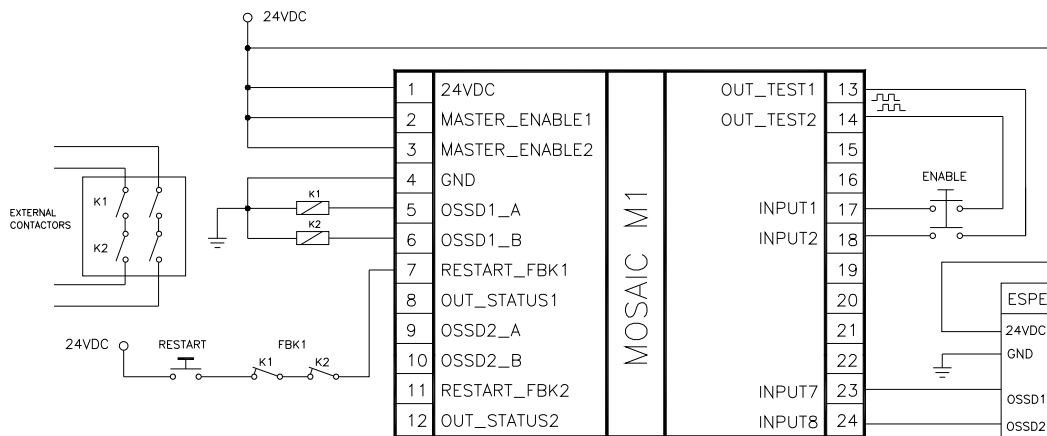 24VDC
1 24VDC
2 MASTER_ENABLE1
3 MASTER_ENABLE2
4 GND
5 OSSD1_A
6 OSSD1_B
7 RESTART_FBK1
8 OUT_STATUS1
9 OSSD2_A
10 OSSD2_B
11 RESTART_FBK2
12 OUT_STATUS2
MOSAIC M1
OUT_TEST1 13
OUT_TEST2 14
15
16
INPUT1 17
INPUT2 18
19
20
21
22
INPUT7 23
INPUT8 24
K1
K2
EXTERNAL
CONTACTORS
K1
K2
24VDC
RESTART
FBK1
K1
K2
ENABLE
ESPE
24VDC
GND
OSSD1
OSSD2